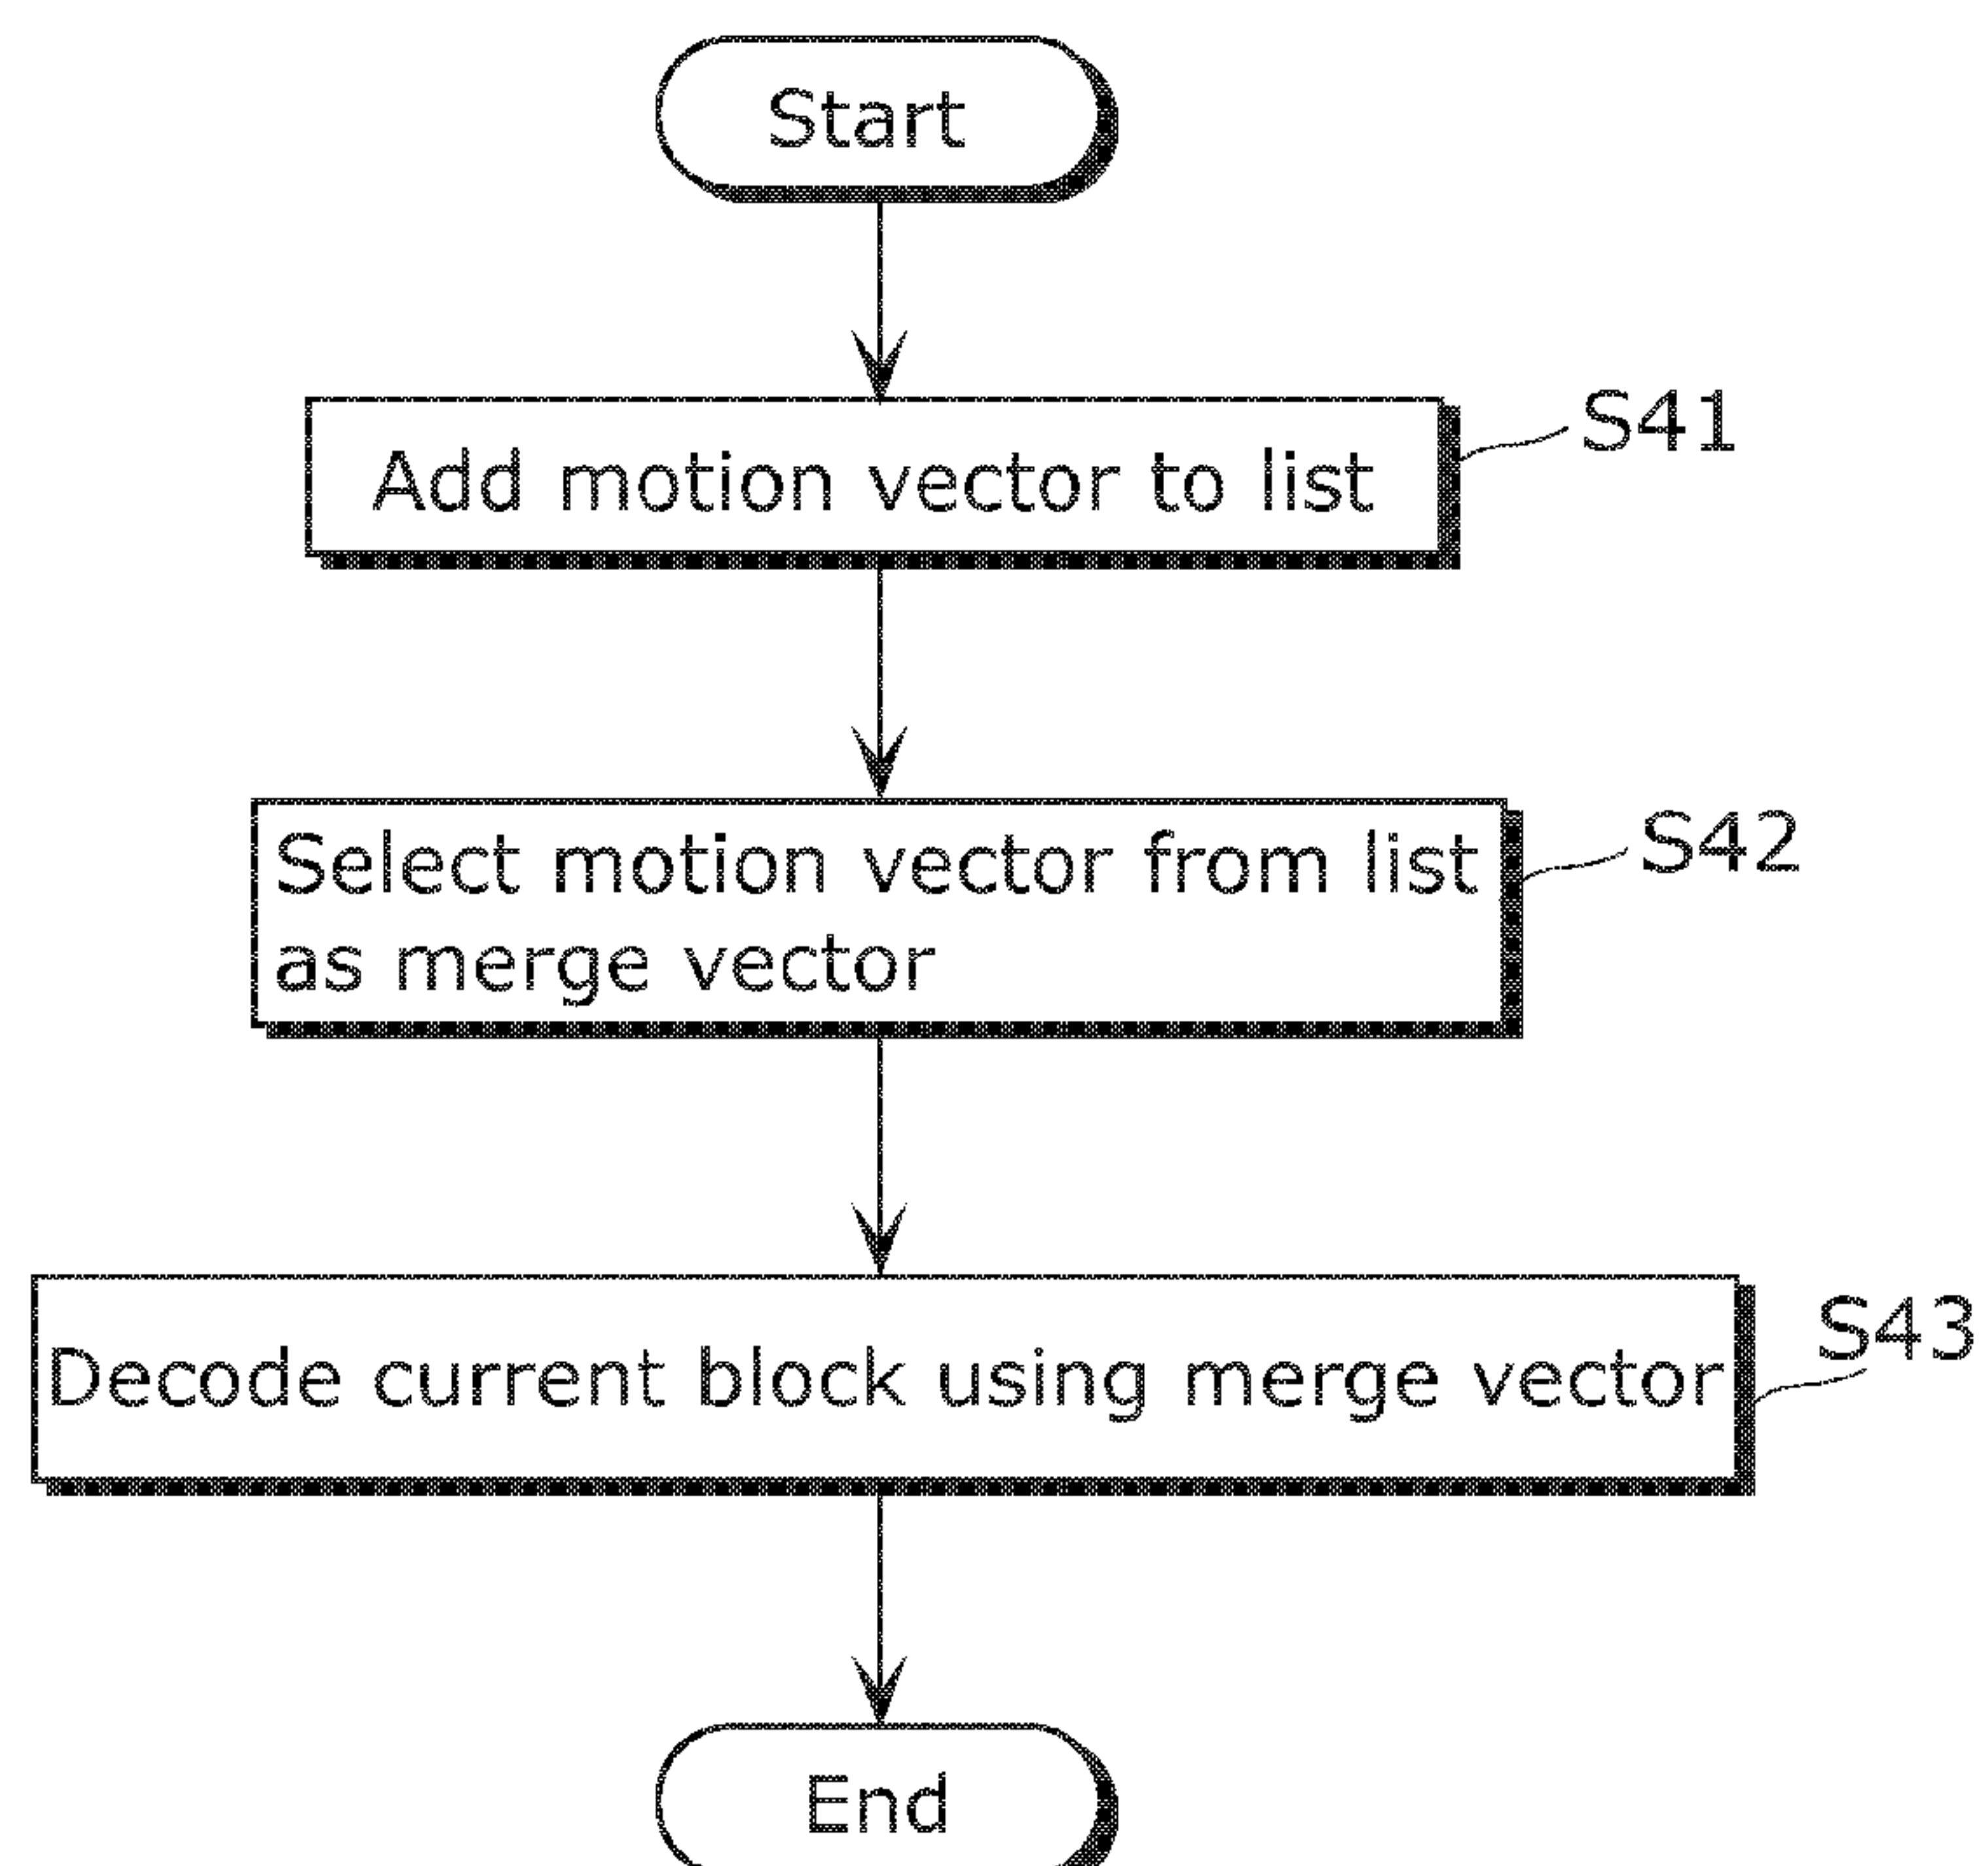 Start
Add motion vector to list
S41
Select motion vector from list
as merge vector
S42
Decode current block using merge vector
S43
End